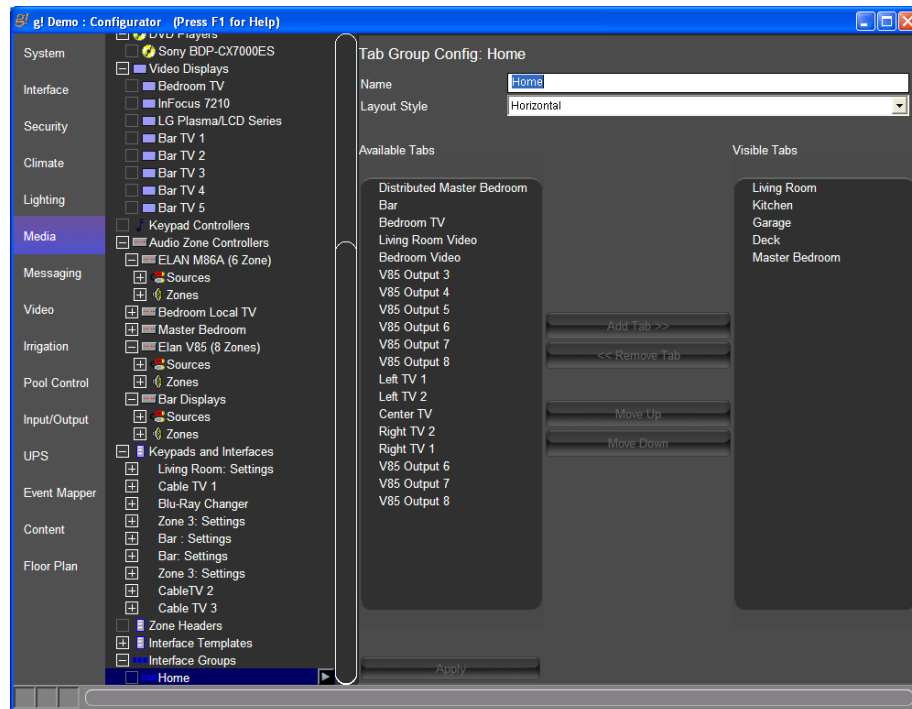 g! g! Demo : Configurator (Press F1 for Help)
System
Interface
Security
Climate
Lighting
Media
Messaging
Video
Irrigation
Pool Control
Input/Output
UPS
Event Mapper
Content
Floor Plan
DVD Players
Sony BDP-CX7000ES
Video Displays
Bedroom TV
InFocus 7210
LG Plasma/LCD Series
Bar TV 1
Bar TV 2
Bar TV 3
Bar TV 4
Bar TV 5
Keypad Controllers
Audio Zone Controllers
ELAN M86A (6 Zone)
Sources
Zones
Bedroom Local TV
Master Bedroom
Elan V85 (8 Zones)
Sources
Zones
Bar Displays
Sources
Zones
Keypads and Interfaces
Living Room: Settings
Cable TV 1
Blu-Ray Changer
Zone 3: Settings
Bar : Settings
Bar: Settings
Zone 3: Settings
CableTV 2
Cable TV 3
Zone Headers
Interface Templates
Interface Groups
Home
Tab Group Config: Home
Name Home
Layout Style Horizontal
Available Tabs
Distributed Master Bedroom
Bar
Bedroom TV
Living Room Video
Bedroom Video
V85 Output 3
V85 Output 4
V85 Output 5
V85 Output 6
V85 Output 7
V85 Output 8
Left TV 1
Left TV 2
Center TV
Right TV 2
Right TV 1
V85 Output 6
V85 Output 7
V85 Output 8
Add Tab >>
<< Remove Tab
Move Up
Move Down
Visible Tabs
Living Room
Kitchen
Garage
Deck
Master Bedroom
Apply